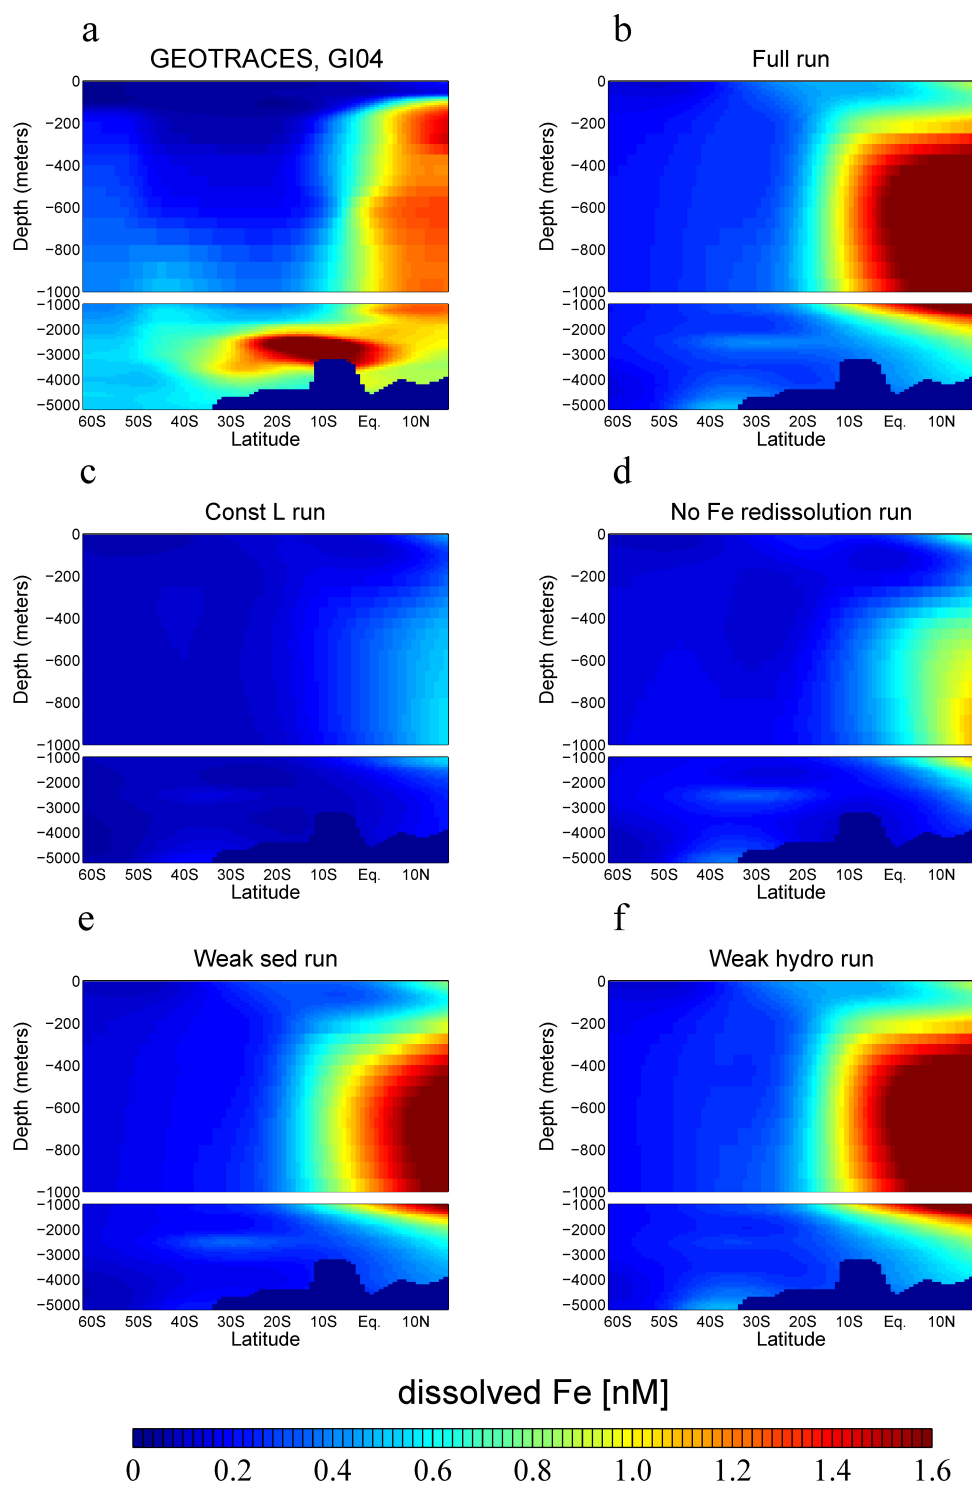 a
b
GEOTRACES, GI04
Full run
0
−200
−400
−600
−800
−1000
−1000
−2000
−3000
−4000
−5000
Depth (meters)
60S 50S 40S 30S 20S 10S Eq. 10N
Latitude
0
−200
−400
−600
−800
−1000
−1000
−2000
−3000
−4000
−5000
Depth (meters)
60S 50S 40S 30S 20S 10S Eq. 10N
Latitude
c
d
Const L run
No Fe redissolution run
0
−200
−400
−600
−800
−1000
−1000
−2000
−3000
−4000
−5000
Depth (meters)
60S 50S 40S 30S 20S 10S Eq. 10N
Latitude
0
−200
−400
−600
−800
−1000
−1000
−2000
−3000
−4000
−5000
Depth (meters)
60S 50S 40S 30S 20S 10S Eq. 10N
Latitude
e
f
Weak sed run
Weak hydro run
0
−200
−400
−600
−800
−1000
−1000
−2000
−3000
−4000
−5000
Depth (meters)
60S 50S 40S 30S 20S 10S Eq. 10N
Latitude
0
−200
−400
−600
−800
−1000
−1000
−2000
−3000
−4000
−5000
Depth (meters)
60S 50S 40S 30S 20S 10S Eq. 10N
Latitude
dissolved Fe [nM]
0 0.2 0.4 0.6 0.8 1.0 1.2 1.4 1.6